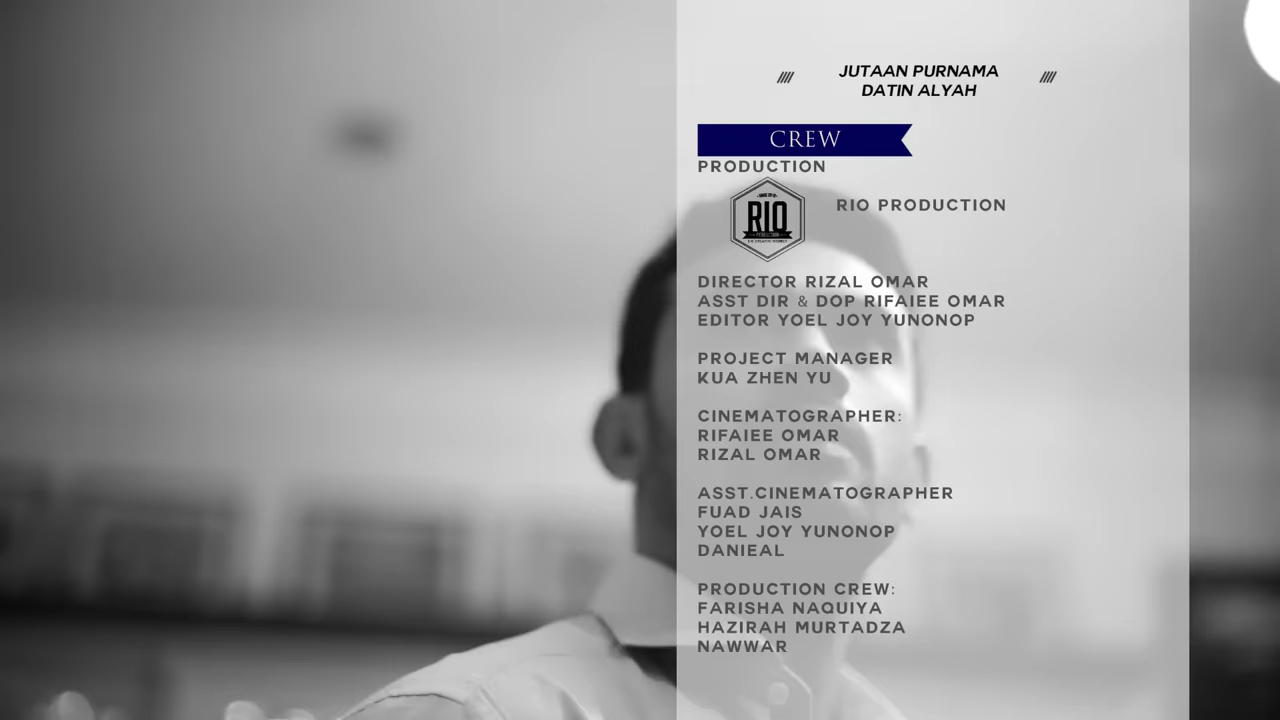 //// JUTAAN PURNAMA ////
DATIN ALYAH
CREW
PRODUCTION
RIO
PRODUCTION
RIO PRODUCTION
DIRECTOR RIZAL OMAR
ASST DIR & DOP RIFAIEE OMAR
EDITOR YOEL JOY YUNONOP
PROJECT MANAGER
KUA ZHEN YU
CINEMATOGRAPHER:
RIFAIEE OMAR
RIZAL OMAR
ASST.CINEMATOGRAPHER
FUAD JAIS
YOEL JOY YUNONOP
DANIEAL
PRODUCTION CREW:
FARISHA NAQUIYA
HAZIRAH MURTADZA
NAWWAR